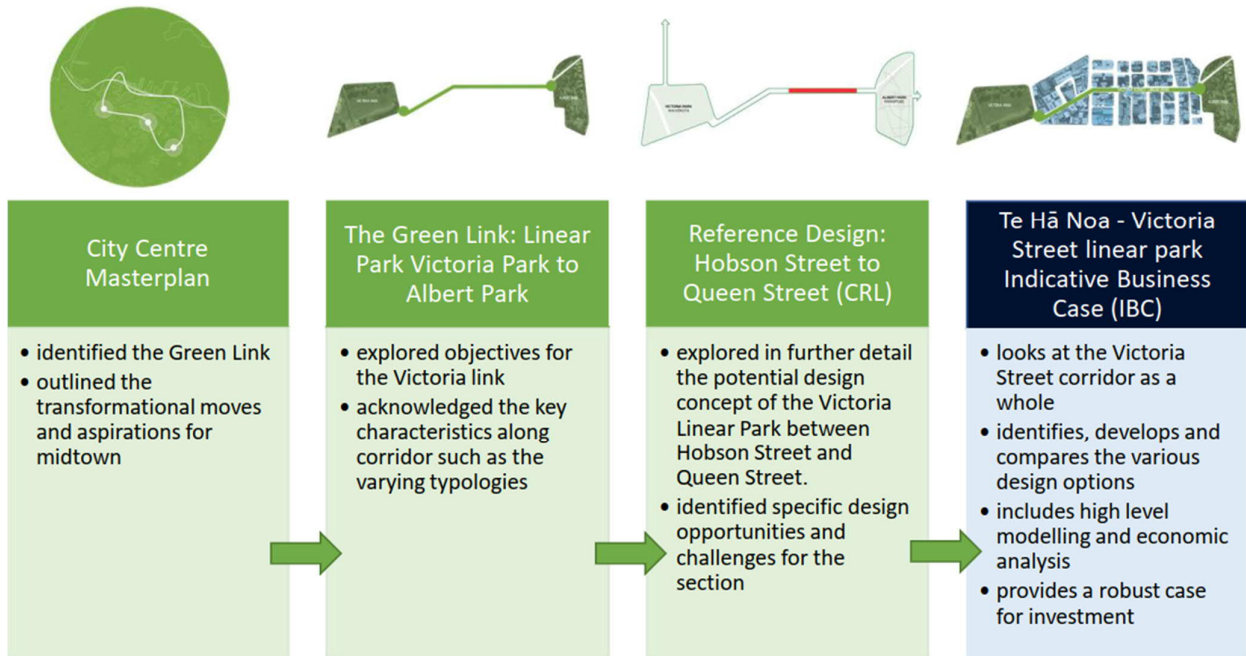 VICTORIA PARK
ALBERT PARK
City Centre
Masterplan
• identified the Green Link
• outlined the
transformational moves
and aspirations for
midtown
The Green Link: Linear
Park Victoria Park to
Albert Park
• explored objectives for
the Victoria link
• acknowledged the key
characteristics along
corridor such as the
varying typologies
Reference Design:
Hobson Street to
Queen Street (CRL)
• explored in further detail
the potential design
concept of the Victoria
Linear Park between
Hobson Street and
Queen Street.
• identified specific design
opportunities and
challenges for the
section
Te Hā Noa - Victoria
Street linear park
Indicative Business
Case (IBC)
• looks at the Victoria
Street corridor as a
whole
• identifies, develops and
compares the various
design options
• includes high level
modelling and economic
analysis
• provides a robust case
for investment